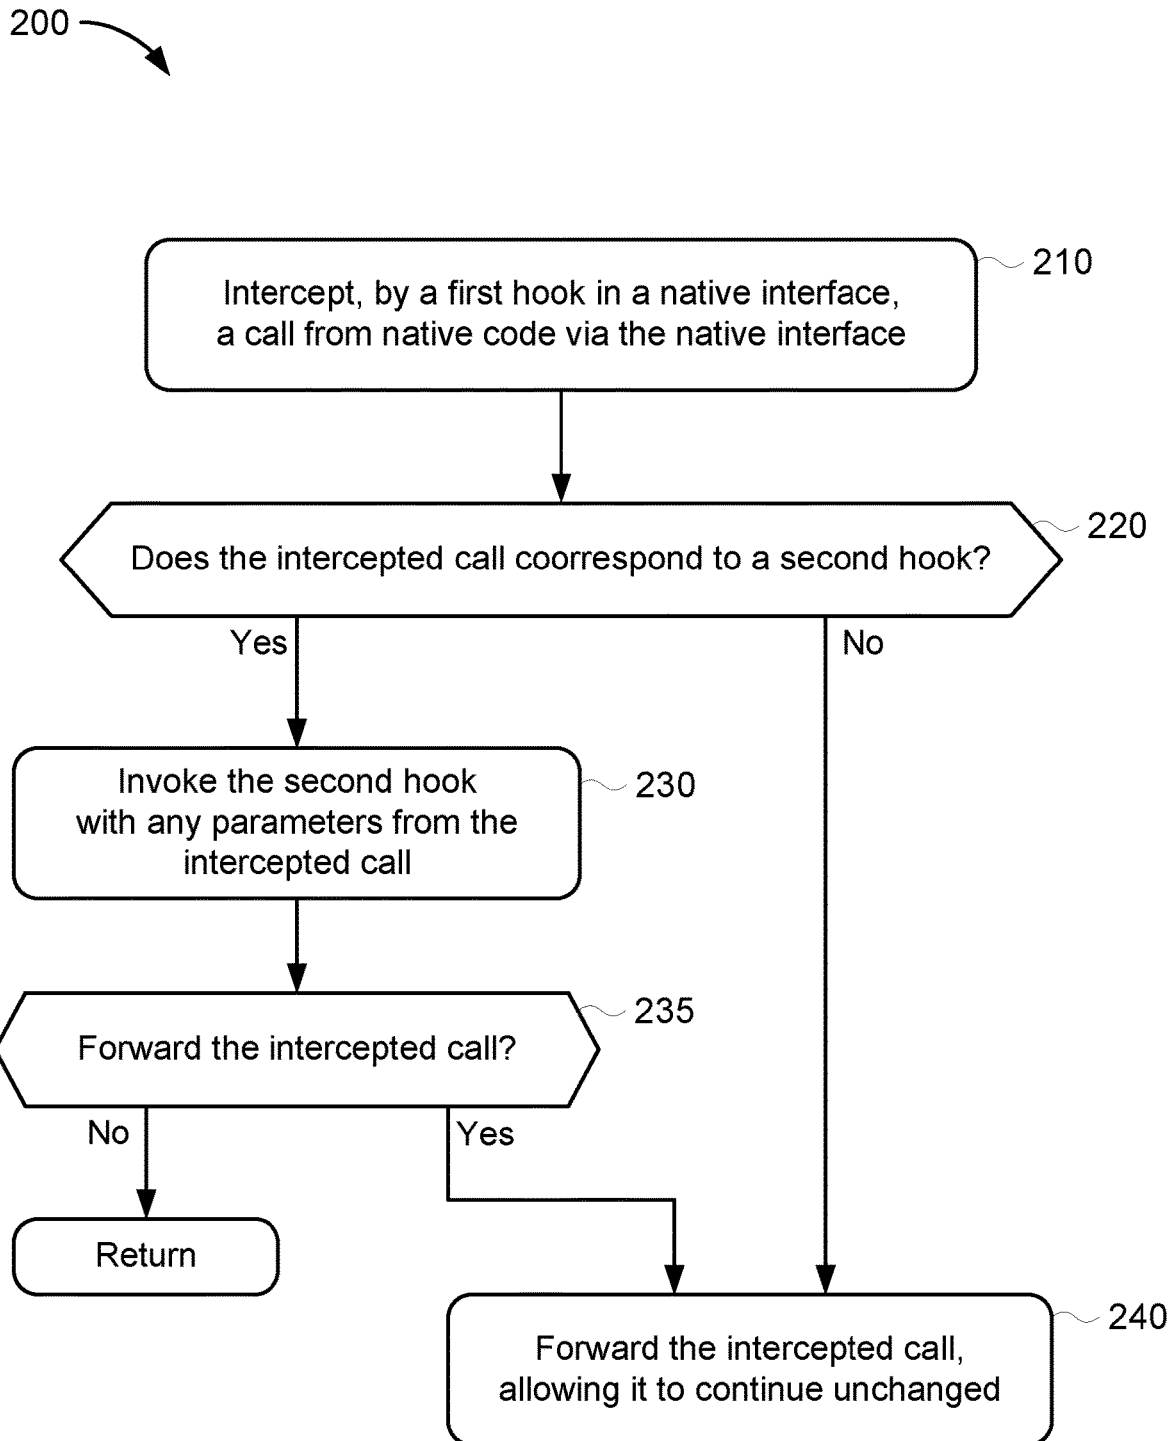 200
210
Intercept, by a first hook in a native interface,
a call from native code via the native interface
220
Does the intercepted call coorrespond to a second hook?
Yes
No
Invoke the second hook
with any parameters from the
intercepted call
230
235
Forward the intercepted call?
No
Yes
Return
240
Forward the intercepted call,
allowing it to continue unchanged